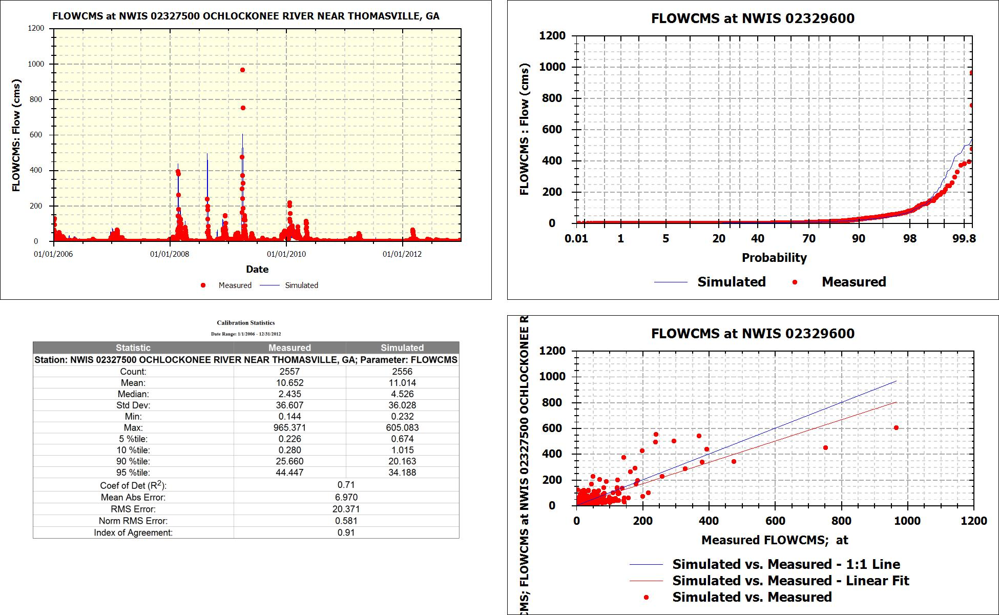 FLOWCMS at NWIS 02327500 OCHLOCKONEE RIVER NEAR THOMASVILLE, GA
FLOWCMS: Flow (cms)
1200
1000
800
600
400
200
0
01/01/2006 01/01/2008 01/01/2010 01/01/2012
Date
Measured Simulated
FLOWCMS at NWIS 02329600
FLOWCMS : Flow (cms)
1200
1000
800
600
400
200
0
0.01 1 5 20 40 70 90 98 99.8
Probability
Simulated Measured
Calibration Statistics
Date Range: 1/1/2006 - 12/31/2012
Statistic Measured Simulated
Station: NWIS 02327500 OCHLOCKONEE RIVER NEAR THOMASVILLE, GA; Parameter: FLOWCMS
Count: 2557 2556
Mean: 10.652 11.014
Median: 2.435 4.526
Std Dev: 36.607 36.028
Min: 0.144 0.232
Max: 965.371 605.083
5 %tile: 0.226 0.674
10 %tile: 0.280 1.015
90 %tile: 25.660 20.163
95 %tile: 44.447 34.188
Coef of Det (R²): 0.71
Mean Abs Error: 6.970
RMS Error: 20.371
Norm RMS Error: 0.581
Index of Agreement: 0.91
FLOWCMS at NWIS 02329600
CMS; FLOWCMS at NWIS 02327500 OCHLOCKONEE R
1200
1000
800
600
400
200
0
0 200 400 600 800 1000 1200
Measured FLOWCMS; at
Simulated vs. Measured - 1:1 Line
Simulated vs. Measured - Linear Fit
Simulated vs. Measured